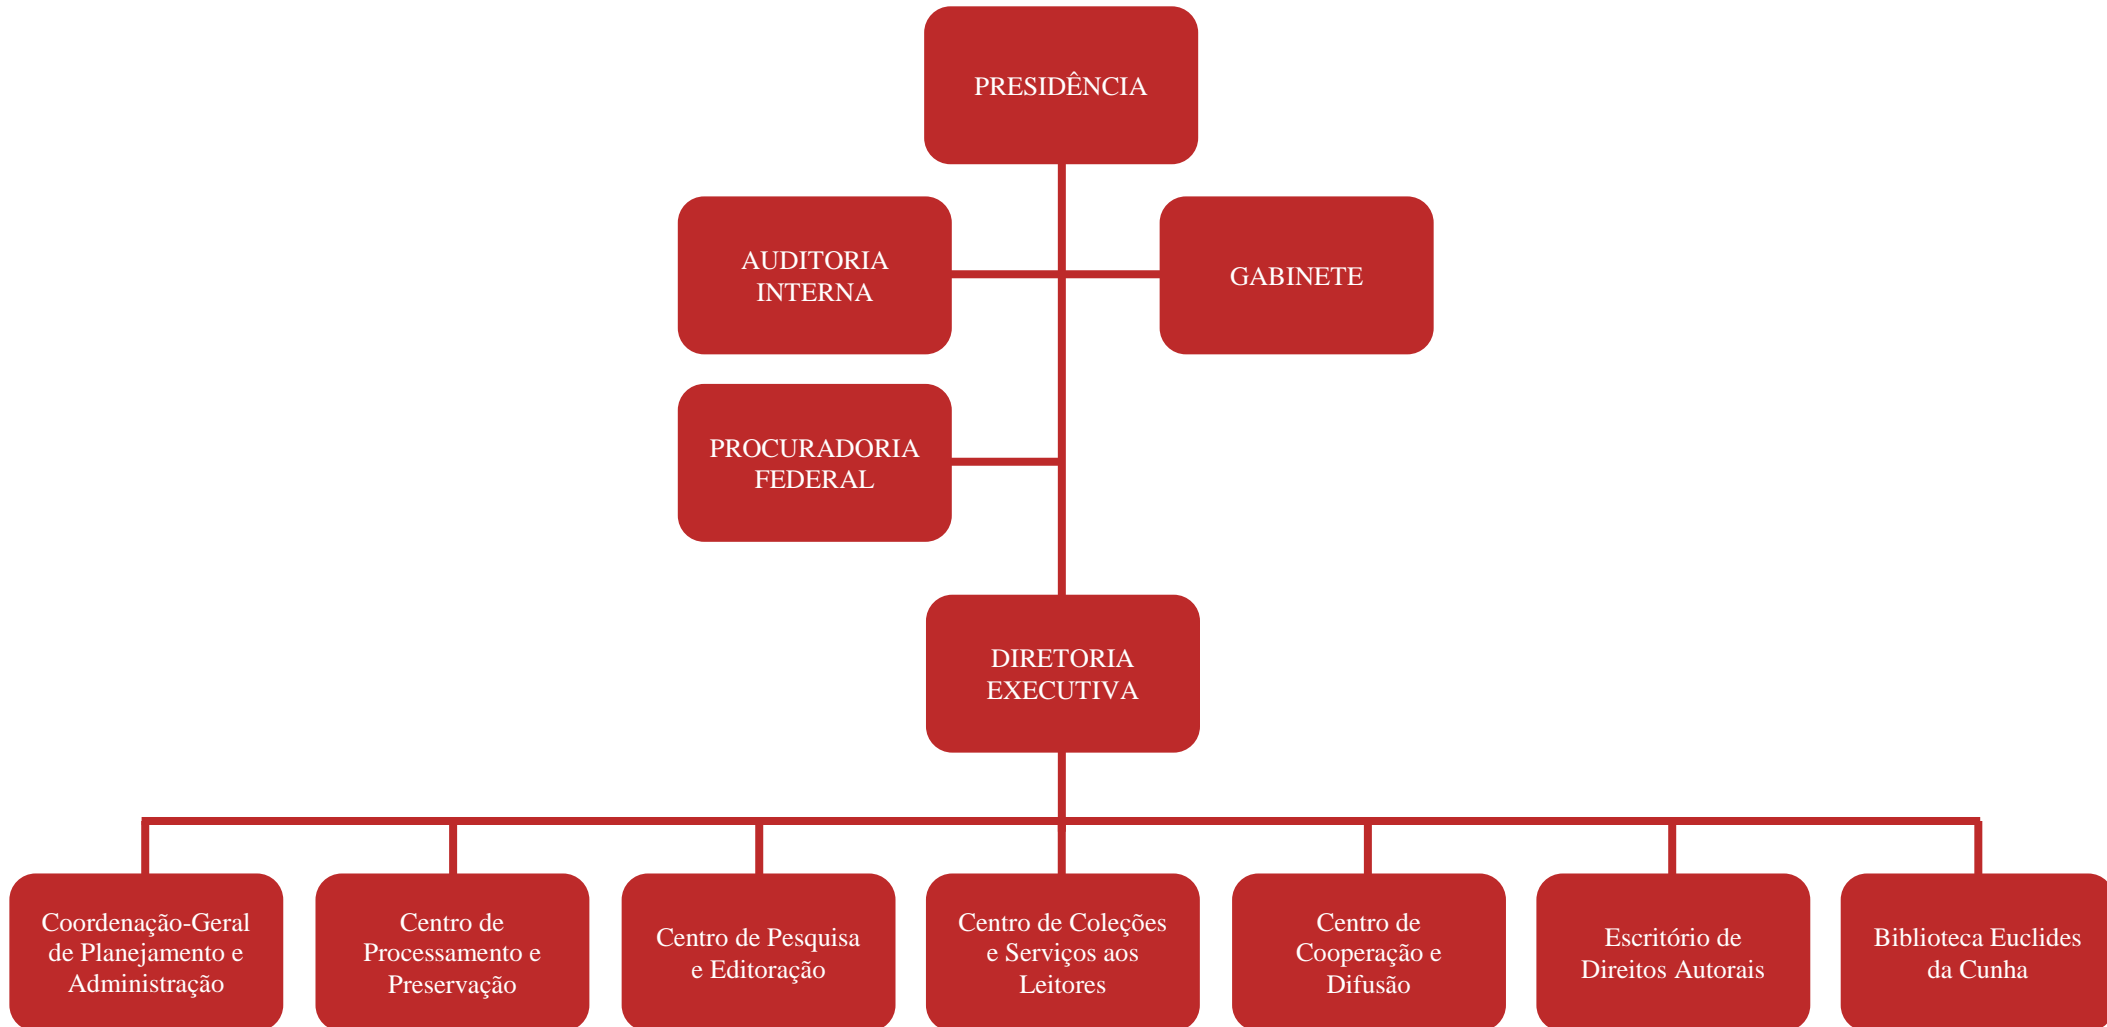 PRESIDÊNCIA
AUDITORIA
INTERNA
GABINETE
PROCURADORIA
FEDERAL
DIRETORIA
EXECUTIVA
Coordenação-Geral
de Planejamento e
Administração
Centro de
Processamento e
Preservação
Centro de Pesquisa
e Editoração
Centro de Coleções
e Serviços aos
Leitores
Centro de
Cooperação e
Difusão
Escritório de
Direitos Autorais
Biblioteca Euclides
da Cunha